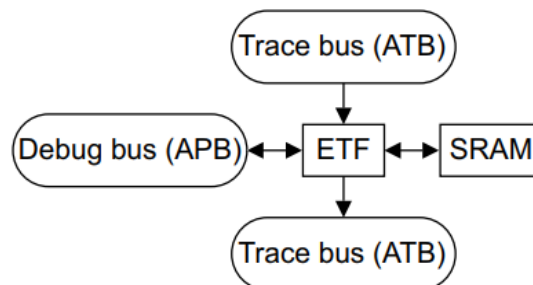 Trace bus (ATB)
Debug bus (APB)
ETF
SRAM
Trace bus (ATB)